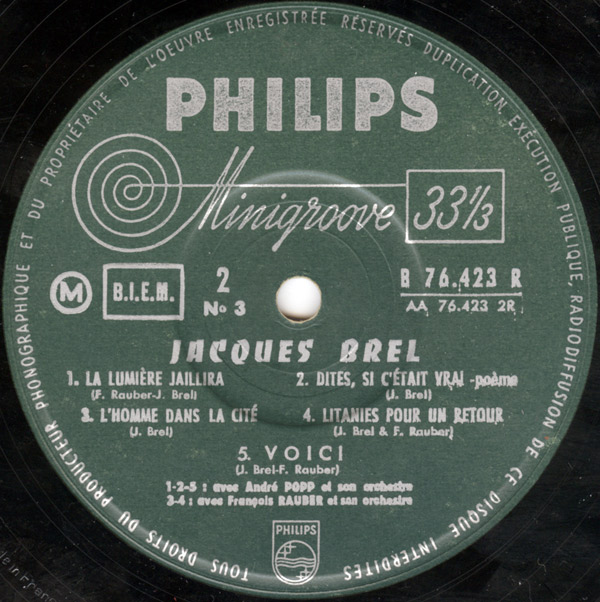 TOUS DROITS DU PRODUCTEUR PHONOGRAPHIQUE ET DU PROPRIÉTAIRE DE L'OEUVRE ENREGISTRÉE RÉSERVÉS DUPLICATION, EXÉCUTION PUBLIQUE, RADIODIFFUSION DE CE DISQUE INTERDITES
PHILIPS
Minigroove 33⅓
M B.I.E.M. 2 B 76.423 R
No 3 AA 76.423 2R
JACQUES BREL
1. LA LUMIÈRE JAILLIRA 2. DITES, SI C'ÉTAIT VRAI -poème
(F. Rauber-J. Brel) (J. Brel)
3. L'HOMME DANS LA CITÉ 4. LITANIES POUR UN RETOUR
(J. Brel) (J. Brel & F. Rauber)
5. VOICI
(J. Brel-F. Rauber)
1-2-5 : avec André POPP et son orchestre
3-4 : avec François RAUBER et son orchestre
PHILIPS
in France